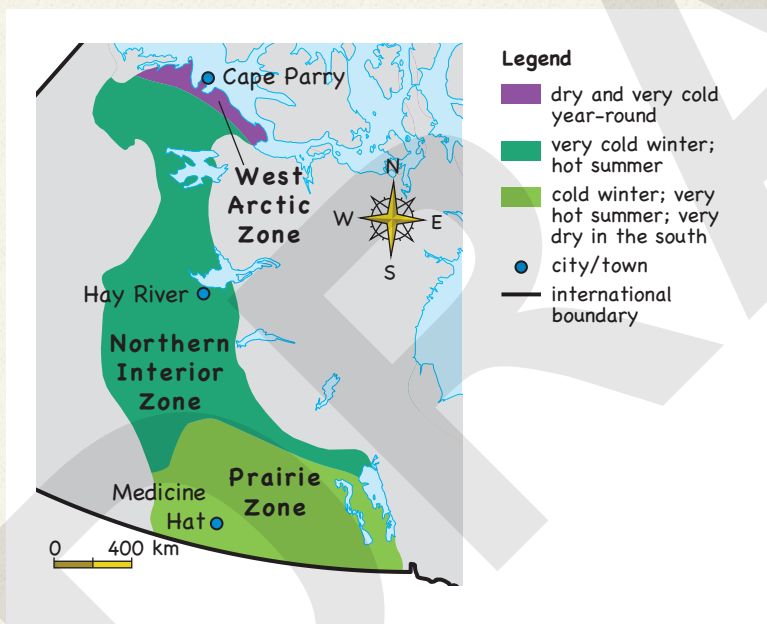 Cape Parry
West
Arctic
Zone
N
W
E
S
Hay River
Northern
Interior
Zone
Prairie
Zone
Medicine
Hat
0 400 km
Legend
dry and very cold
year-round
very cold winter;
hot summer
cold winter; very
hot summer; very
dry in the south
city/town
international
boundary